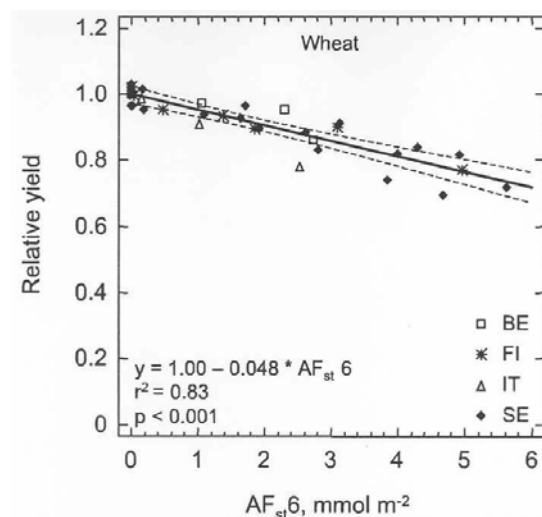 Wheat
1.2
1.0
0.8
0.6
0.4
0.2
0
Relative yield
BE
FI
IT
SE
y = 1.00 – 0.048 * AFst 6
r² = 0.83
p < 0.001
0 1 2 3 4 5 6
AFst6, mmol m⁻²